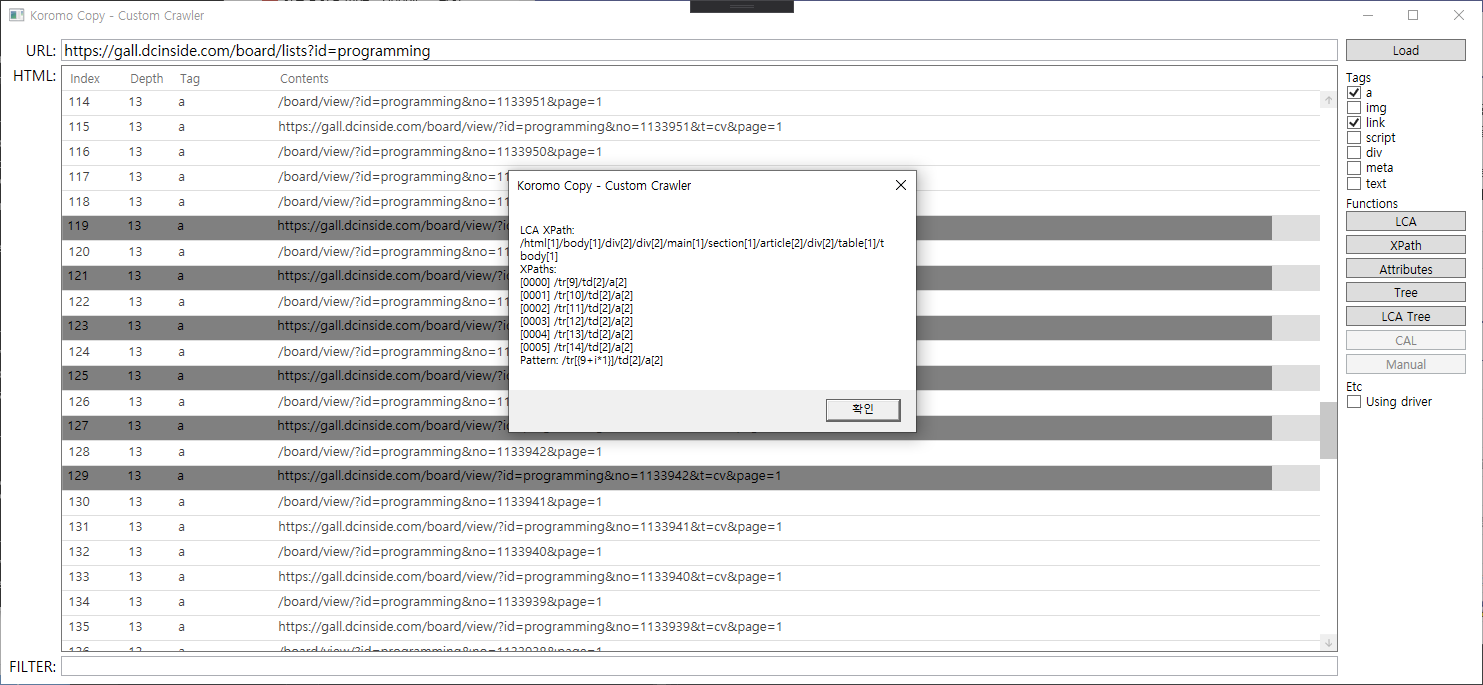 Koromo Copy - Custom Crawler
URL: https://gall.dcinside.com/board/lists?id=programming Load
HTML:
Index Depth Tag Contents
114 13 a /board/view/?id=programming&no=1133951&page=1
115 13 a https://gall.dcinside.com/board/view/?id=programming&no=1133951&t=cv&page=1
116 13 a /board/view/?id=programming&no=1133950&page=1
117 13 a
118 13 a /board/view/?id=programming&no=
119 13 a https://gall.dcinside.com/board/view/?i
120 13 a /board/view/?id=programming&no=
121 13 a https://gall.dcinside.com/board/view/?i
122 13 a /board/view/?id=programming&no=
123 13 a https://gall.dcinside.com/board/view/?i
124 13 a /board/view/?id=programming&no=
125 13 a https://gall.dcinside.com/board/view/?i
126 13 a /board/view/?id=programming&no=
127 13 a https://gall.dcinside.com/board/view/?i
128 13 a /board/view/?id=programming&no=1133942&page=1
129 13 a https://gall.dcinside.com/board/view/?id=programming&no=1133942&t=cv&page=1
130 13 a /board/view/?id=programming&no=1133941&page=1
131 13 a https://gall.dcinside.com/board/view/?id=programming&no=1133941&t=cv&page=1
132 13 a /board/view/?id=programming&no=1133940&page=1
133 13 a https://gall.dcinside.com/board/view/?id=programming&no=1133940&t=cv&page=1
134 13 a /board/view/?id=programming&no=1133939&page=1
135 13 a https://gall.dcinside.com/board/view/?id=programming&no=1133939&t=cv&page=1
FILTER:
Koromo Copy - Custom Crawler
LCA XPath:
/html[1]/body[1]/div[2]/div[2]/main[1]/section[1]/article[2]/div[2]/table[1]/t
body[1]
XPaths:
[0000] /tr[9]/td[2]/a[2]
[0001] /tr[10]/td[2]/a[2]
[0002] /tr[11]/td[2]/a[2]
[0003] /tr[12]/td[2]/a[2]
[0004] /tr[13]/td[2]/a[2]
[0005] /tr[14]/td[2]/a[2]
Pattern: /tr[{9+i*1}]/td[2]/a[2]
확인
Tags
a
img
link
script
div
meta
text
Functions
LCA
XPath
Attributes
Tree
LCA Tree
CAL
Manual
Etc
Using driver